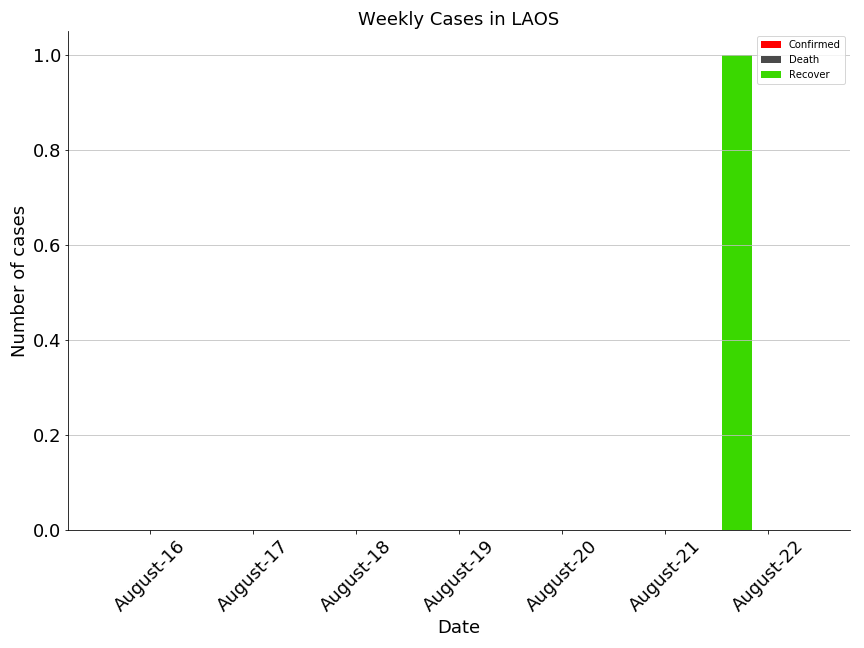 Weekly Cases in LAOS
Confirmed
Death
Recover
Number of cases
1.0
0.8
0.6
0.4
0.2
0.0
August-16
August-17
August-18
August-19
August-20
August-21
August-22
Date